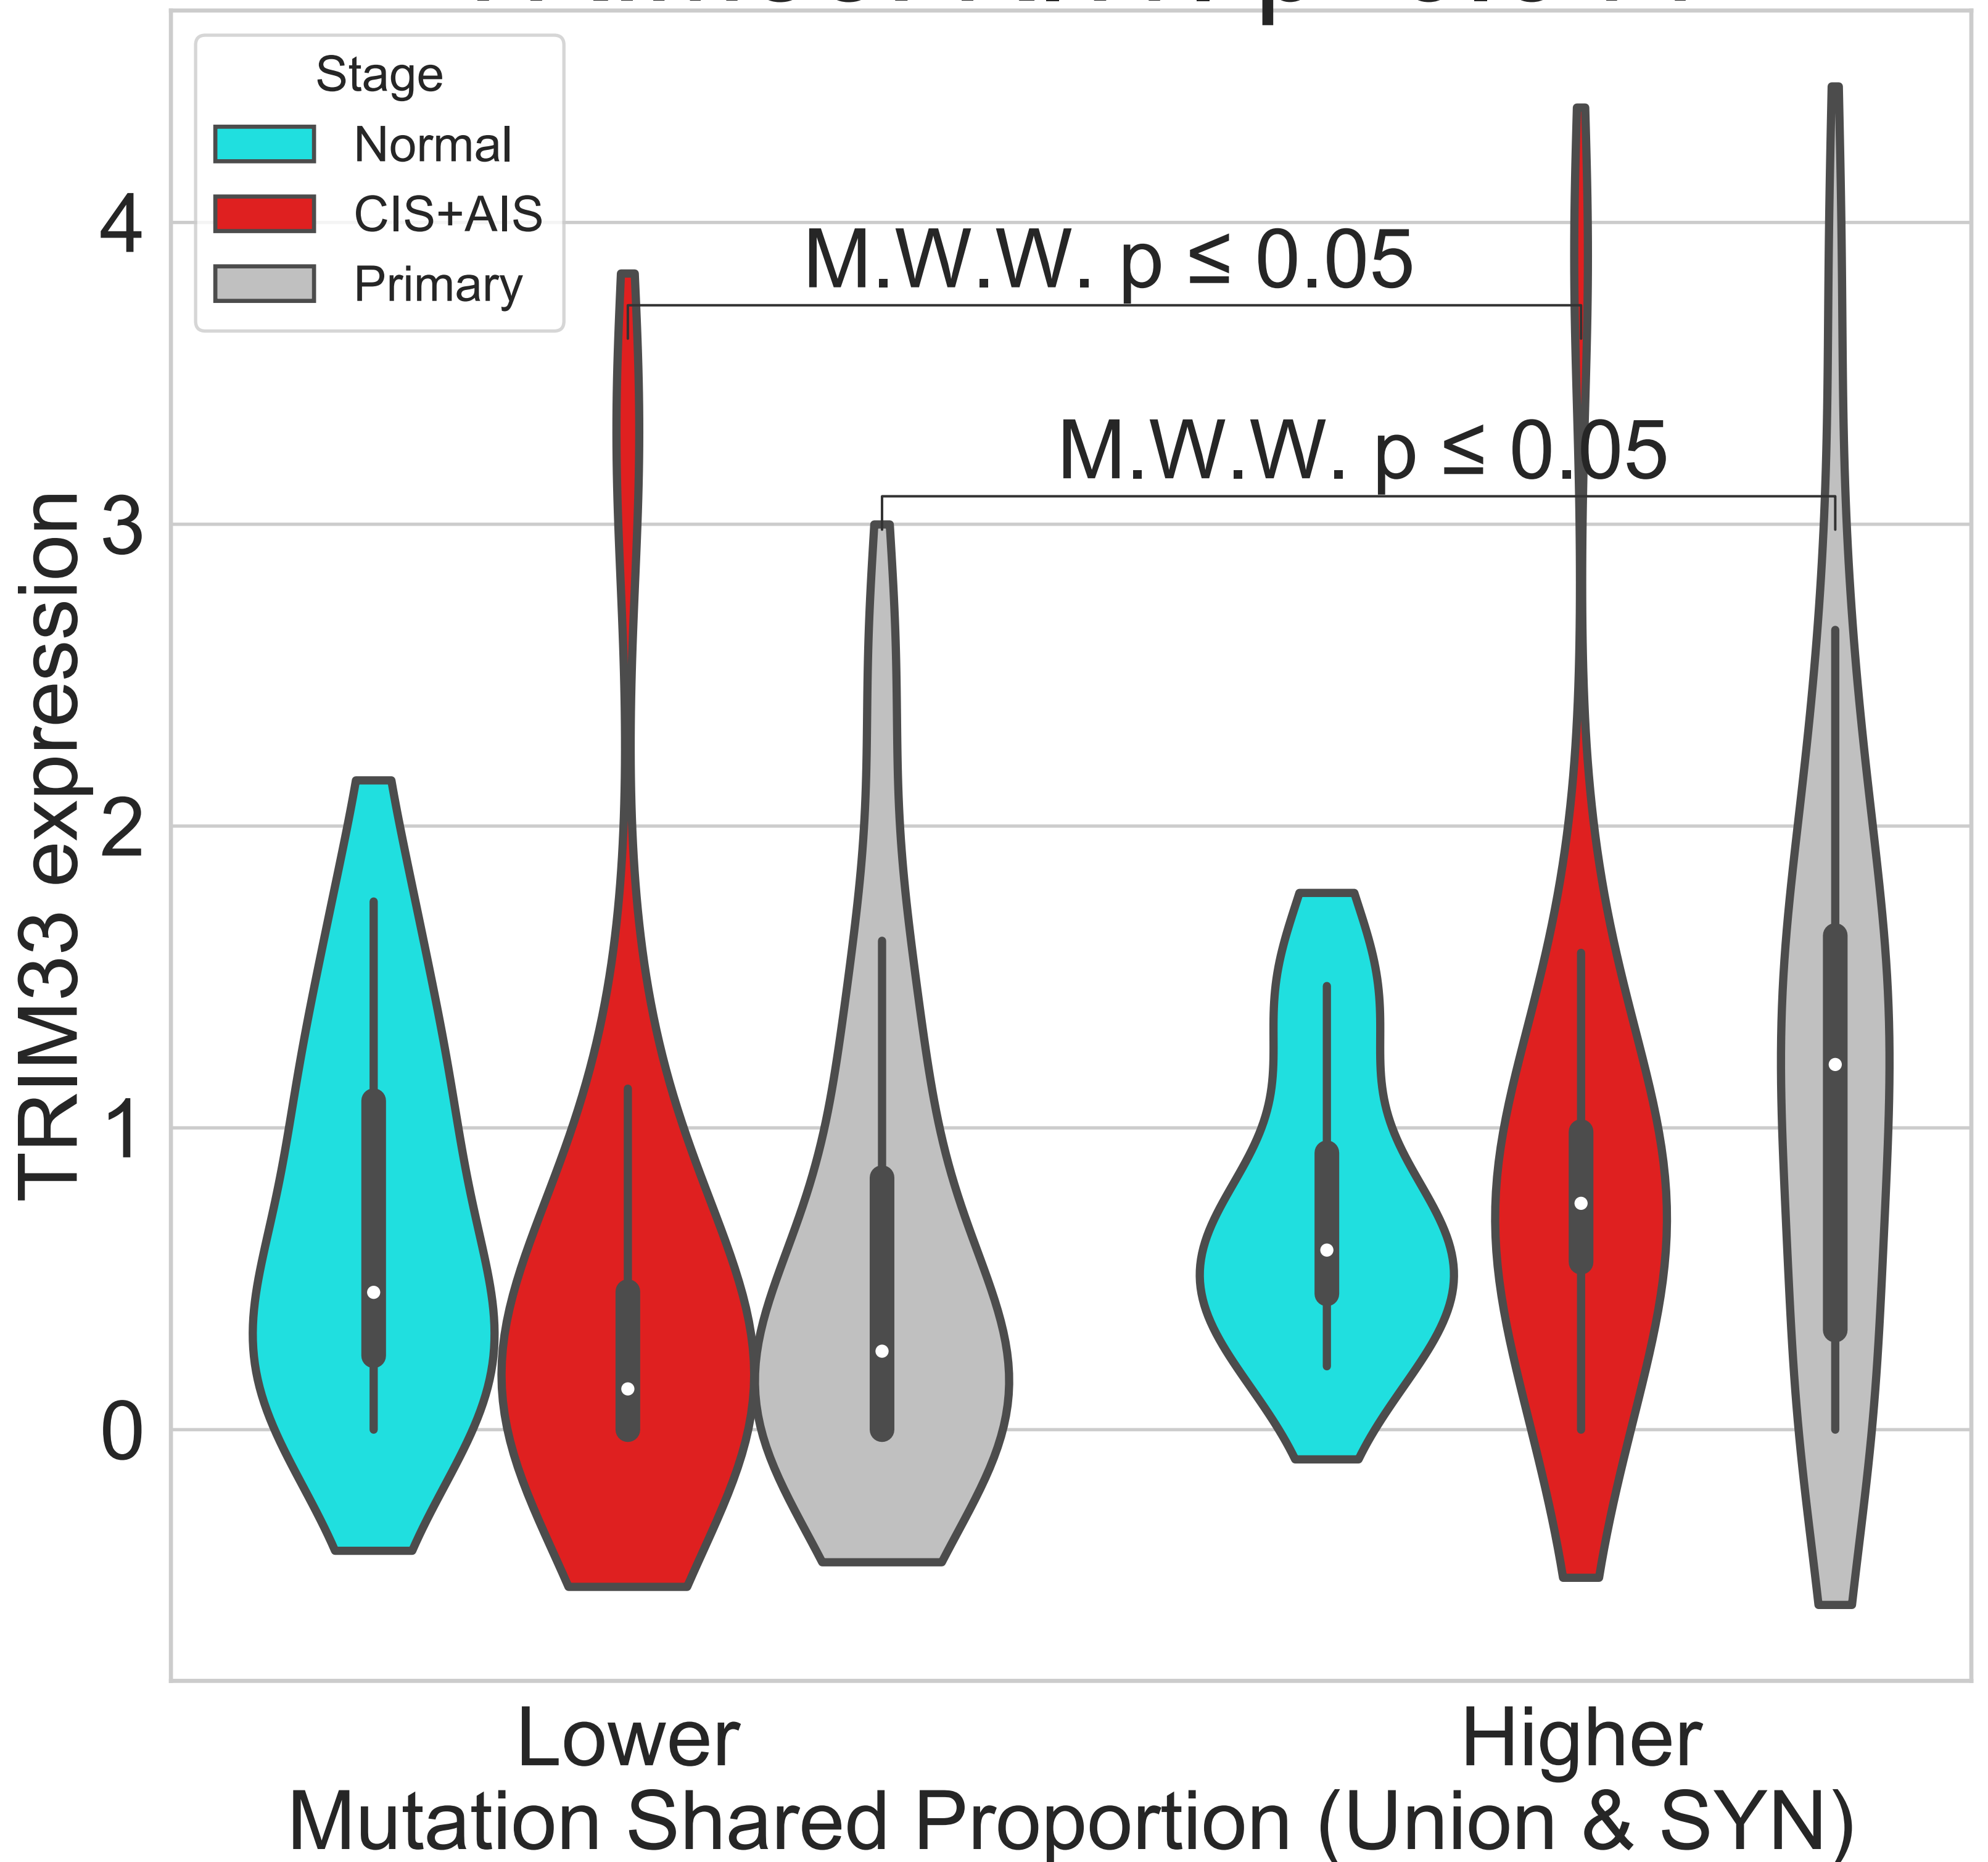 Stage
Normal
CIS+AIS
Primary
4
3
2
1
0
TRIM33 expression
M.W.W. p ≤ 0.05
M.W.W. p ≤ 0.05
Lower
Higher
Mutation Shared Proportion (Union & SYN)